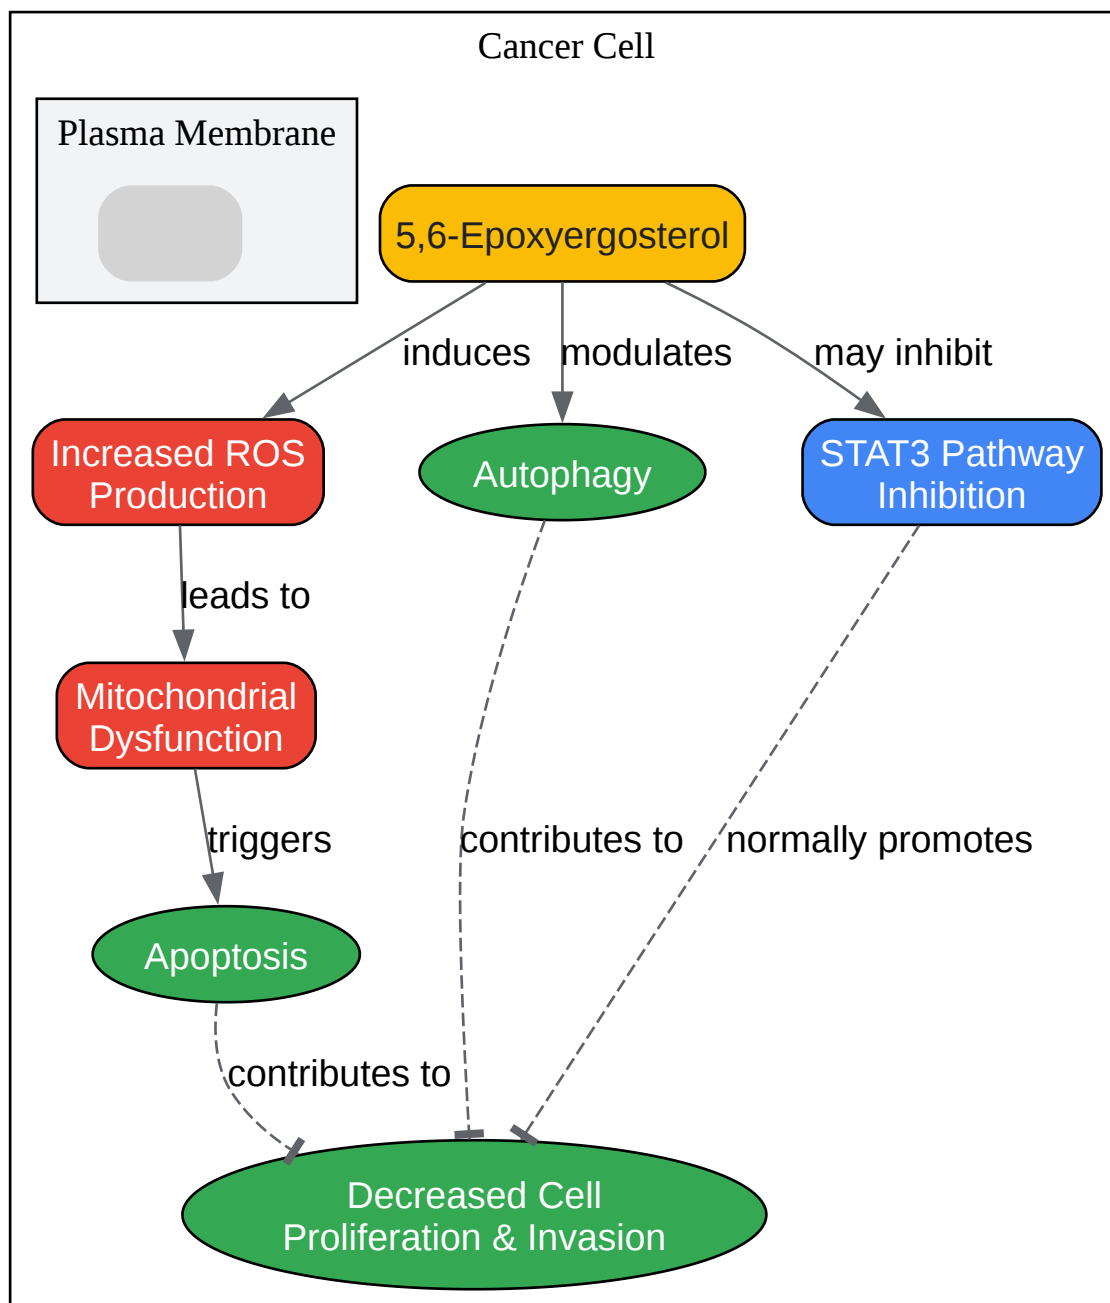 Cancer Cell
Plasma Membrane
5,6-Epoxyergosterol
induces
modulates
may inhibit
Increased ROS
Production
Autophagy
STAT3 Pathway
Inhibition
leads to
Mitochondrial
Dysfunction
triggers
contributes to
normally promotes
Apoptosis
contributes to
Decreased Cell
Proliferation & Invasion